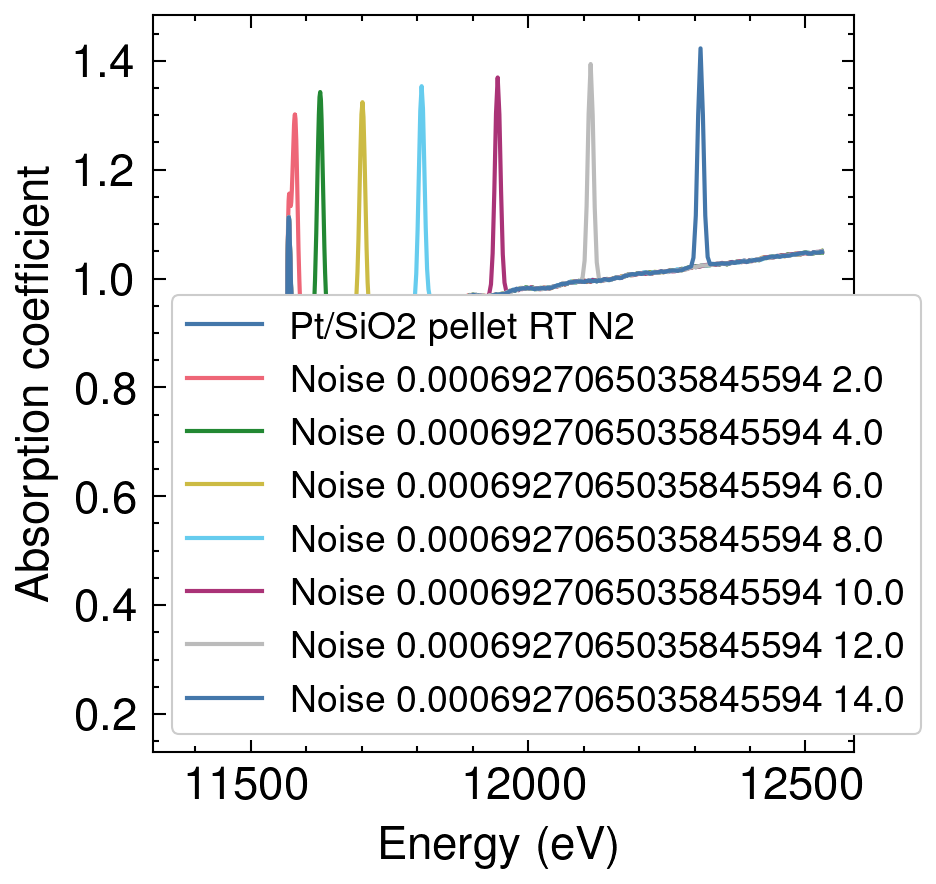 Absorption coefficient
1.4
1.2
1.0
0.8
0.6
0.4
0.2
Pt/SiO2 pellet RT N2
Noise 0.0006927065035845594 2.0
Noise 0.0006927065035845594 4.0
Noise 0.0006927065035845594 6.0
Noise 0.0006927065035845594 8.0
Noise 0.0006927065035845594 10.0
Noise 0.0006927065035845594 12.0
Noise 0.0006927065035845594 14.0
11500 12000 12500
Energy (eV)